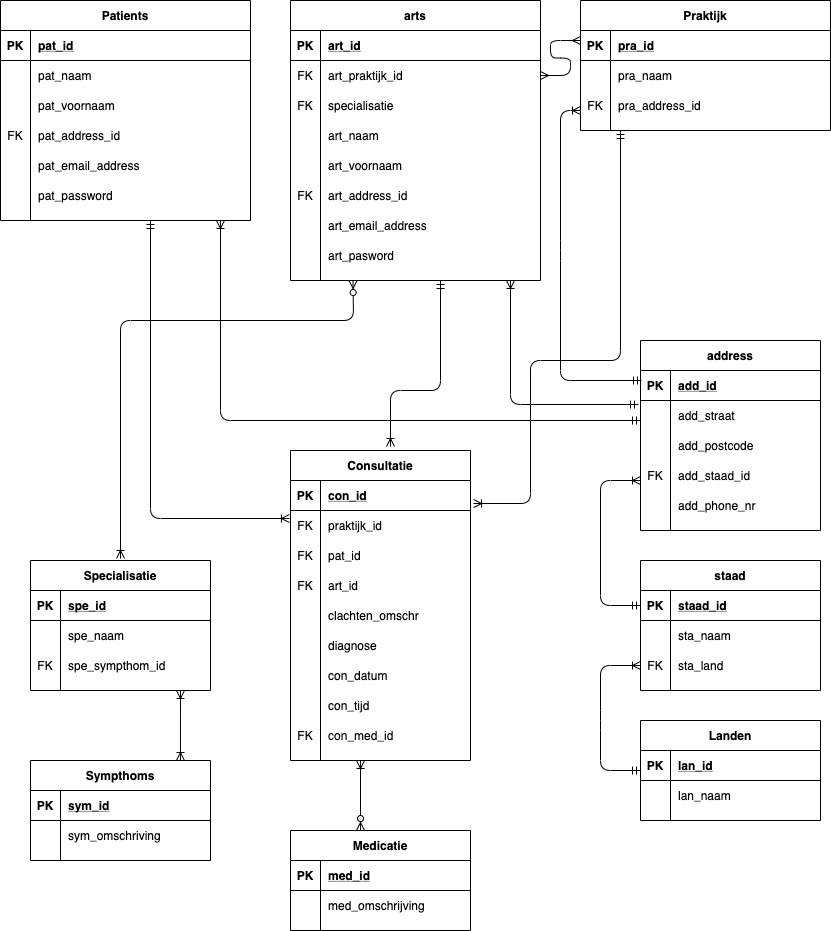 Patients
PK pat_id
pat_naam
pat_voornaam
FK pat_address_id
pat_email_address
pat_password
arts
PK art_id
FK art_praktijk_id
FK specialisatie
art_naam
art_voornaam
FK art_address_id
art_email_address
art_pasword
Praktijk
PK pra_id
pra_naam
FK pra_address_id
address
PK add_id
add_straat
add_postcode
FK add_staad_id
add_phone_nr
Consultatie
PK con_id
FK praktijk_id
FK pat_id
FK art_id
clachten_omschr
diagnose
con_datum
con_tijd
FK con_med_id
Specialisatie
PK spe_id
spe_naam
FK spe_sympthom_id
staad
PK staad_id
sta_naam
FK sta_land
Sympthoms
PK sym_id
sym_omschriving
Landen
PK lan_id
lan_naam
Medicatie
PK med_id
med_omschrijving